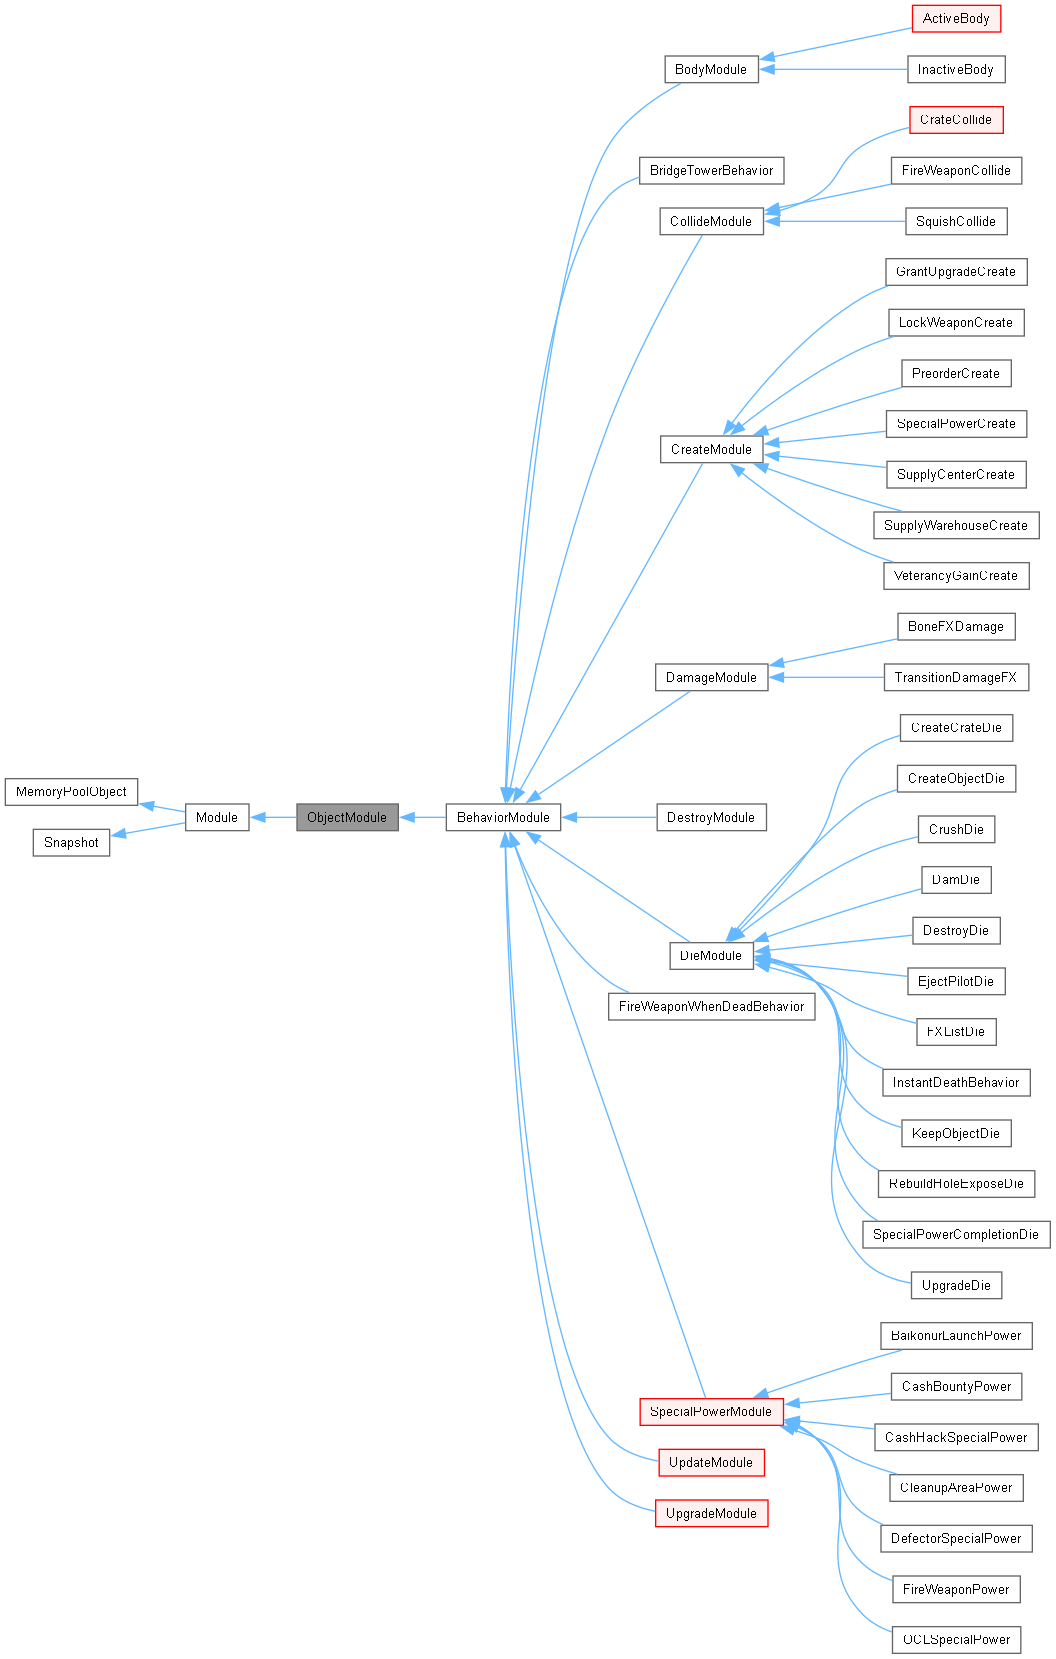 ActiveBody
BodyModule
InactiveBody
CrateCollide
BridgeTowerBehavior
FireWeaponCollide
CollideModule
SquishCollide
GrantUpgradeCreate
LockWeaponCreate
PreorderCreate
SpecialPowerCreate
CreateModule
SupplyCenterCreate
SupplyWarehouseCreate
VeterancyGainCreate
BoneFXDamage
DamageModule
TransitionDamageFX
CreateCrateDie
CreateObjectDie
MemoryPoolObject
Module
ObjectModule
BehaviorModule
DestroyModule
CrushDie
Snapshot
DamDie
DestroyDie
DieModule
EjectPilotDie
FireWeaponWhenDeadBehavior
FXListDie
InstantDeathBehavior
KeepObjectDie
RebuildHoleExposeDie
SpecialPowerCompletionDie
UpgradeDie
BaikonurLaunchPower
CashBountyPower
SpecialPowerModule
CashHackSpecialPower
UpdateModule
CleanupAreaPower
UpgradeModule
DefectorSpecialPower
FireWeaponPower
OCLSpecialPower